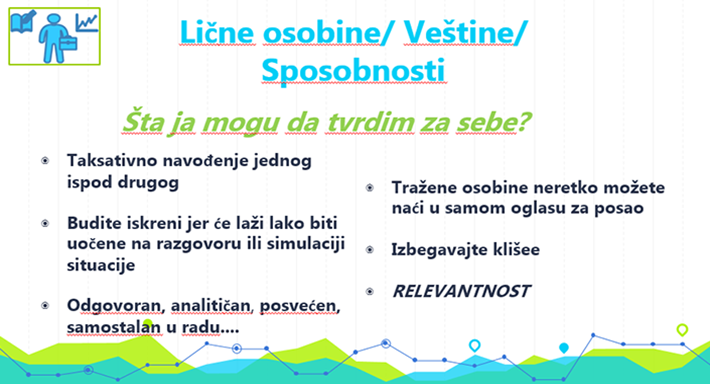 Lične osobine/ Veštine/
Sposobnosti
Šta ja mogu da tvrdim za sebe?
Taksativno navođenje jednog
ispod drugog
Budite iskreni jer će laži lako biti
uočene na razgovoru ili simulaciji
situacije
Odgovoran, analitičan, posvećen,
samostalan u radu....
Tražene osobine neretko možete
naći u samom oglasu za posao
Izbegavajte klišee
RELEVANTNOST